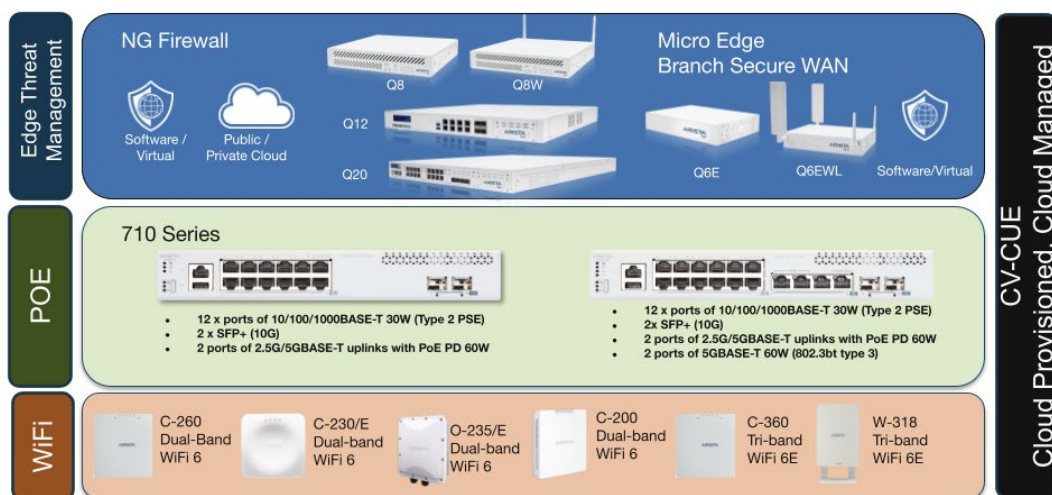 Edge Threat
Management
NG Firewall
Software /
Virtual
Public /
Private Cloud
Q8
Q8W
Q12
Q20
Micro Edge
Branch Secure WAN
Q6E
Q6EWL
Software/Virtual
POE
710 Series
• 12 x ports of 10/100/1000BASE-T 30W (Type 2 PSE)
• 2 x SFP+ (10G)
• 2 ports of 2.5G/5GBASE-T uplinks with PoE PD 60W
• 12 x ports of 10/100/1000BASE-T 30W (Type 2 PSE)
• 2x SFP+ (10G)
• 2 ports of 2.5G/5GBASE-T uplinks with PoE PD 60W
• 2 ports of 5GBASE-T 60W (802.3bt type 3)
WiFi
C-260
Dual-Band
WiFi 6
C-230/E
Dual-band
WiFi 6
O-235/E
Dual-band
WiFi 6
C-200
Dual-band
WiFi 6
C-360
Tri-band
WiFi 6E
W-318
Tri-band
WiFi 6E
CV-CUE
Cloud Provisioned, Cloud Managed
ARISTA
ARISTA
ARISTA
ARISTA